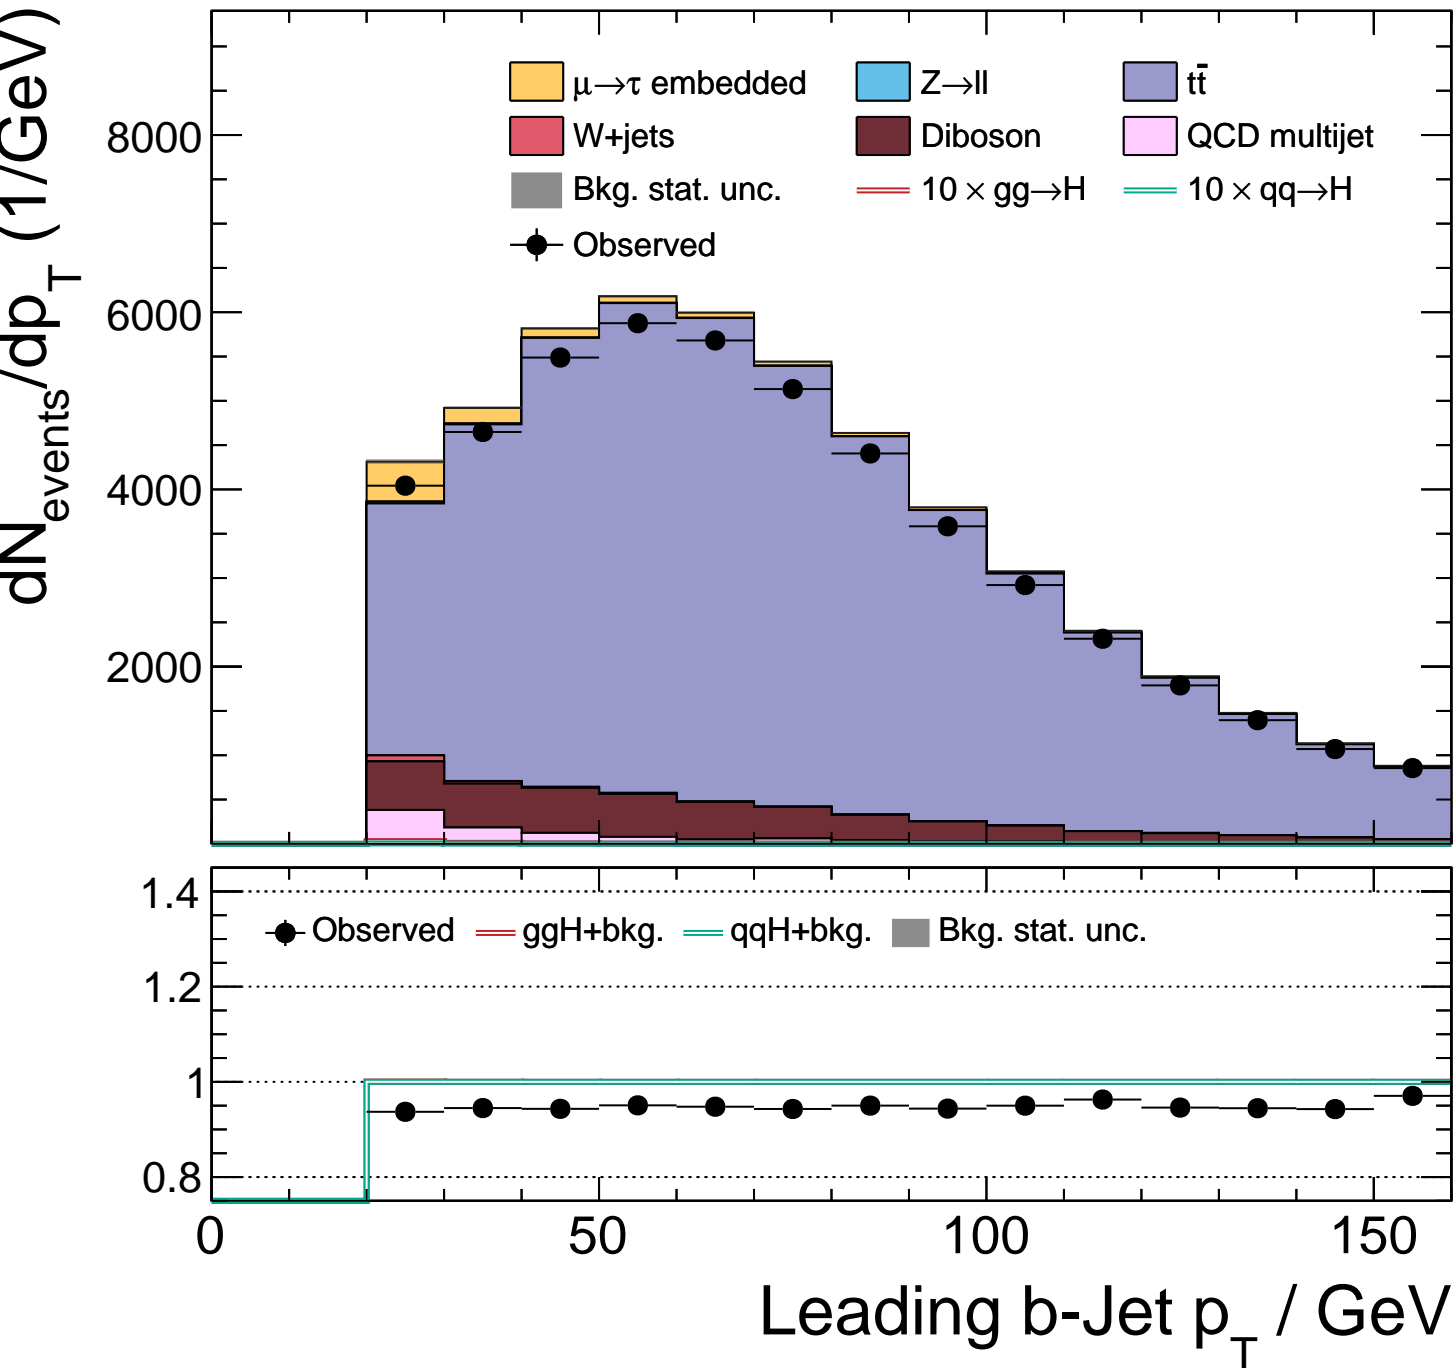 dN_events/dp_T (1/GeV)
8000
6000
4000
2000
μ→τ embedded Z→ll tt̄
W+jets Diboson QCD multijet
Bkg. stat. unc. 10 × gg→H 10 × qq→H
Observed
1.4
1.2
1
0.8
Observed ggH+bkg. qqH+bkg. Bkg. stat. unc.
0 50 100 150
Leading b-Jet p_T / GeV